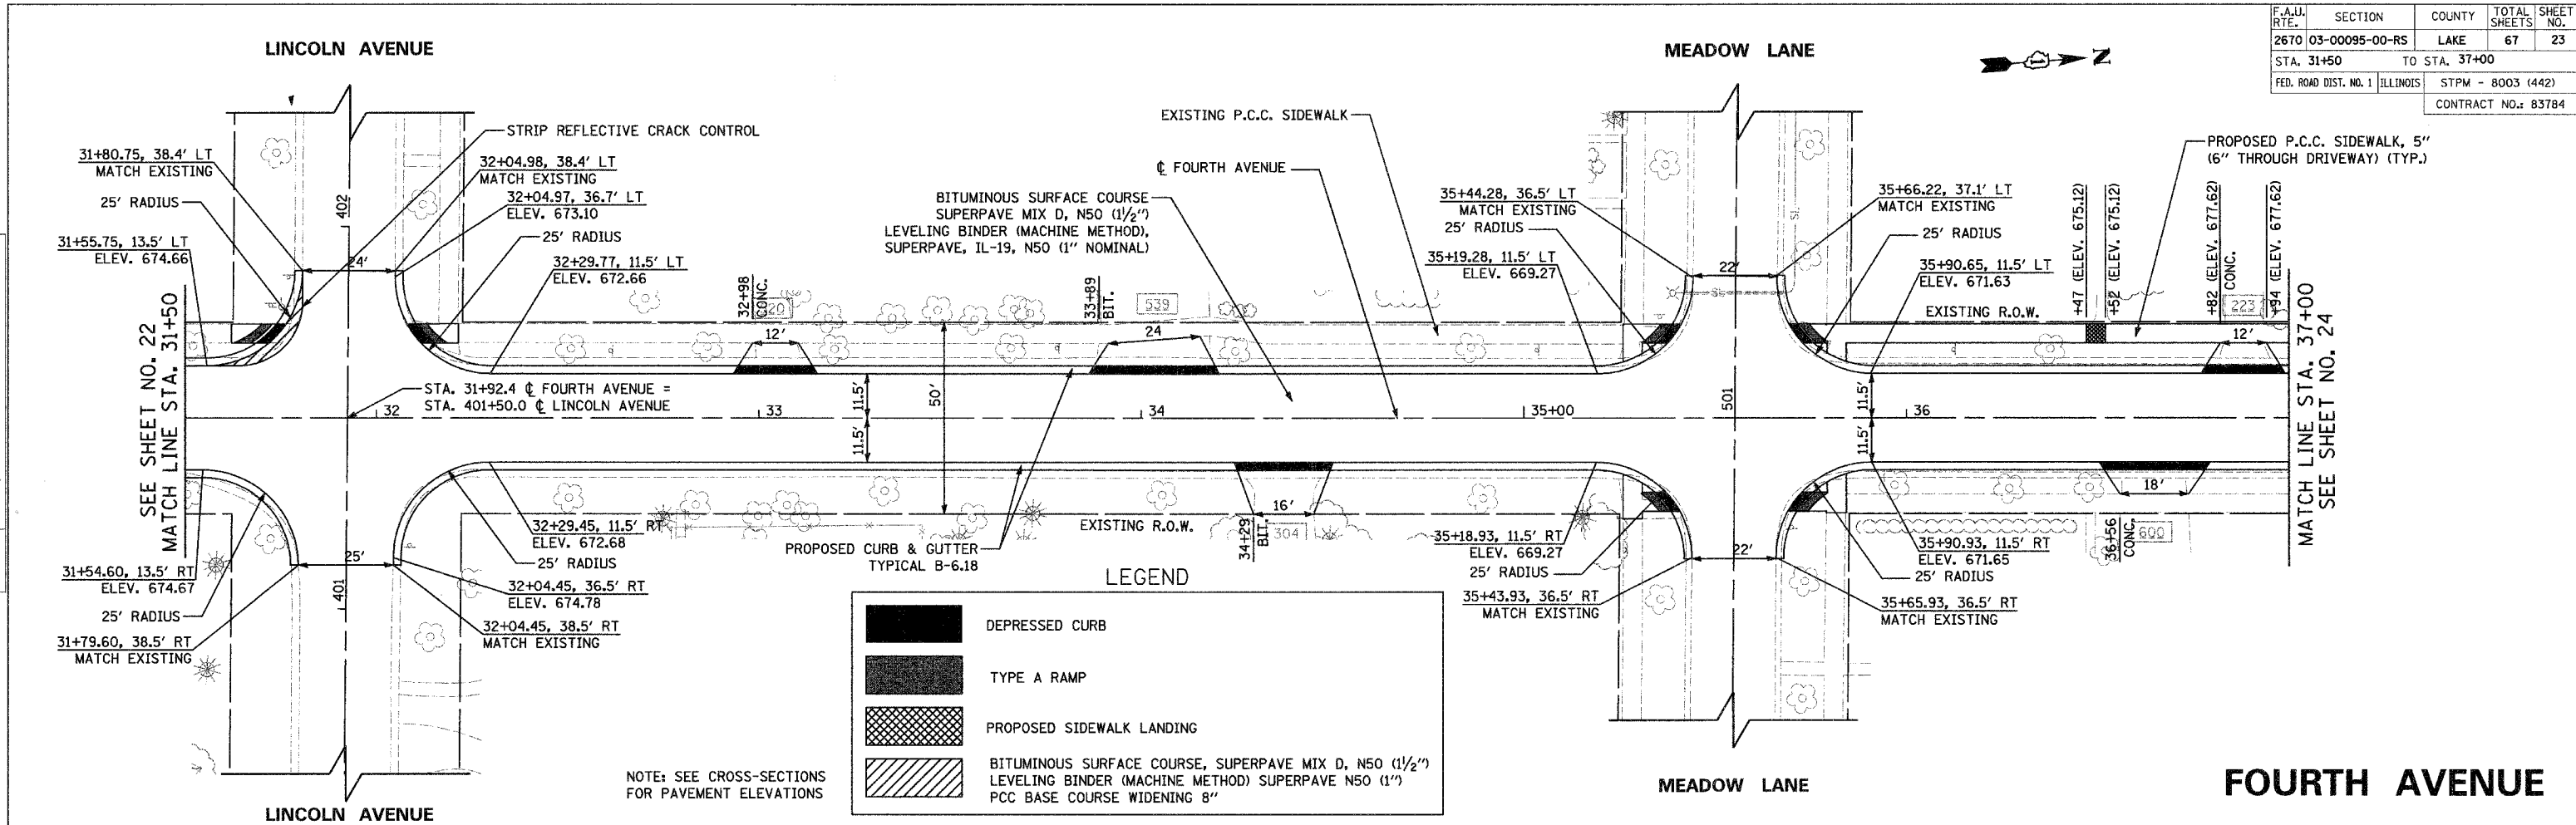 F.A.U. RTE.
SECTION
COUNTY
TOTAL SHEETS
SHEET NO.
2670
03-00095-00-RS
LAKE
67
23
STA. 31+50 TO STA. 37+00
FED. ROAD DIST. NO. 1
ILLINOIS
STPM - 8003 (442)
CONTRACT NO.: 83784
LINCOLN AVENUE
MEADOW LANE
N
STRIP REFLECTIVE CRACK CONTROL
31+80.75, 38.4' LT
MATCH EXISTING
25' RADIUS
31+55.75, 13.5' LT
ELEV. 674.66
32+04.98, 38.4' LT
MATCH EXISTING
32+04.97, 36.7' LT
ELEV. 673.10
25' RADIUS
32+29.77, 11.5' LT
ELEV. 672.66
402
24'
EXISTING P.C.C. SIDEWALK
℄ FOURTH AVENUE
BITUMINOUS SURFACE COURSE
SUPERPAVE MIX D, N50 (1½")
LEVELING BINDER (MACHINE METHOD),
SUPERPAVE, IL-19, N50 (1" NOMINAL)
35+44.28, 36.5' LT
MATCH EXISTING
25' RADIUS
35+19.28, 11.5' LT
ELEV. 669.27
22'
35+66.22, 37.1' LT
MATCH EXISTING
25' RADIUS
35+90.65, 11.5' LT
ELEV. 671.63
EXISTING R.O.W.
PROPOSED P.C.C. SIDEWALK, 5"
(6" THROUGH DRIVEWAY) (TYP.)
+47 (ELEV. 675.12)
+52 (ELEV. 675.12)
+82 (ELEV. 677.62)
CONC.
223
+94 (ELEV. 677.62)
12'
32+98
CONC.
12'
33+89
BIT.
539
24
SEE SHEET NO. 22
MATCH LINE STA. 31+50
STA. 31+92.4 ℄ FOURTH AVENUE =
STA. 401+50.0 ℄ LINCOLN AVENUE
32
33
34
35+00
36
501
11.5'
11.5'
50'
11.5'
11.5'
MATCH LINE STA. 37+00
SEE SHEET NO. 24
31+54.60, 13.5' RT
ELEV. 674.67
25' RADIUS
31+79.60, 38.5' RT
MATCH EXISTING
25'
401
32+29.45, 11.5' RT
ELEV. 672.68
25' RADIUS
32+04.45, 36.5' RT
ELEV. 674.78
32+04.45, 38.5' RT
MATCH EXISTING
PROPOSED CURB & GUTTER
TYPICAL B-6.18
EXISTING R.O.W.
34+29
BIT.
16'
304
35+18.93, 11.5' RT
ELEV. 669.27
25' RADIUS
35+43.93, 36.5' RT
MATCH EXISTING
22'
35+90.93, 11.5' RT
ELEV. 671.65
25' RADIUS
35+65.93, 36.5' RT
MATCH EXISTING
18'
36+56
CONC.
600
LEGEND
DEPRESSED CURB
TYPE A RAMP
PROPOSED SIDEWALK LANDING
BITUMINOUS SURFACE COURSE, SUPERPAVE MIX D, N50 (1½")
LEVELING BINDER (MACHINE METHOD) SUPERPAVE N50 (1")
PCC BASE COURSE WIDENING 8"
NOTE: SEE CROSS-SECTIONS
FOR PAVEMENT ELEVATIONS
LINCOLN AVENUE
MEADOW LANE
FOURTH AVENUE